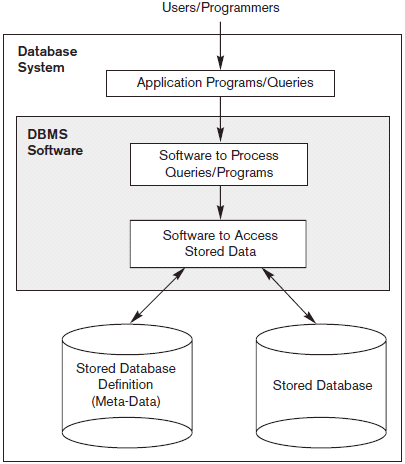 Users/Programmers
Database
System
Application Programs/Queries
DBMS
Software
Software to Process
Queries/Programs
Software to Access
Stored Data
Stored Database
Definition
(Meta-Data)
Stored Database